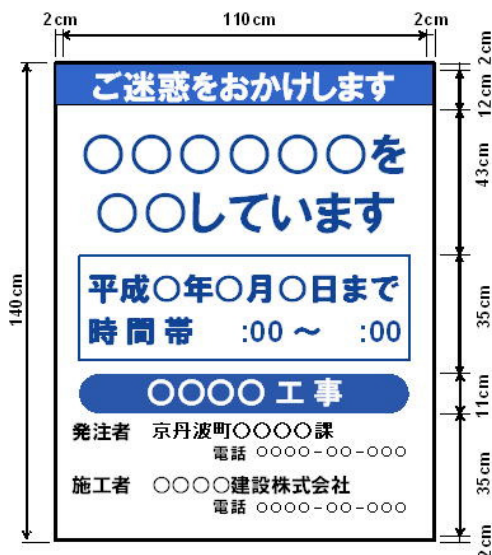 2cm 110cm 2cm
2cm
ご迷惑をおかけします
12cm
○○○○○○を
43cm
○○しています
140cm
平成○年○月○日まで
35cm
時間帯 :00～ :00
○○○○工事
11cm
発注者 京丹波町○○○○課
電話 ○○○○-○○-○○○
35cm
施工者 ○○○○建設株式会社
電話 ○○○○-○○-○○○
2cm